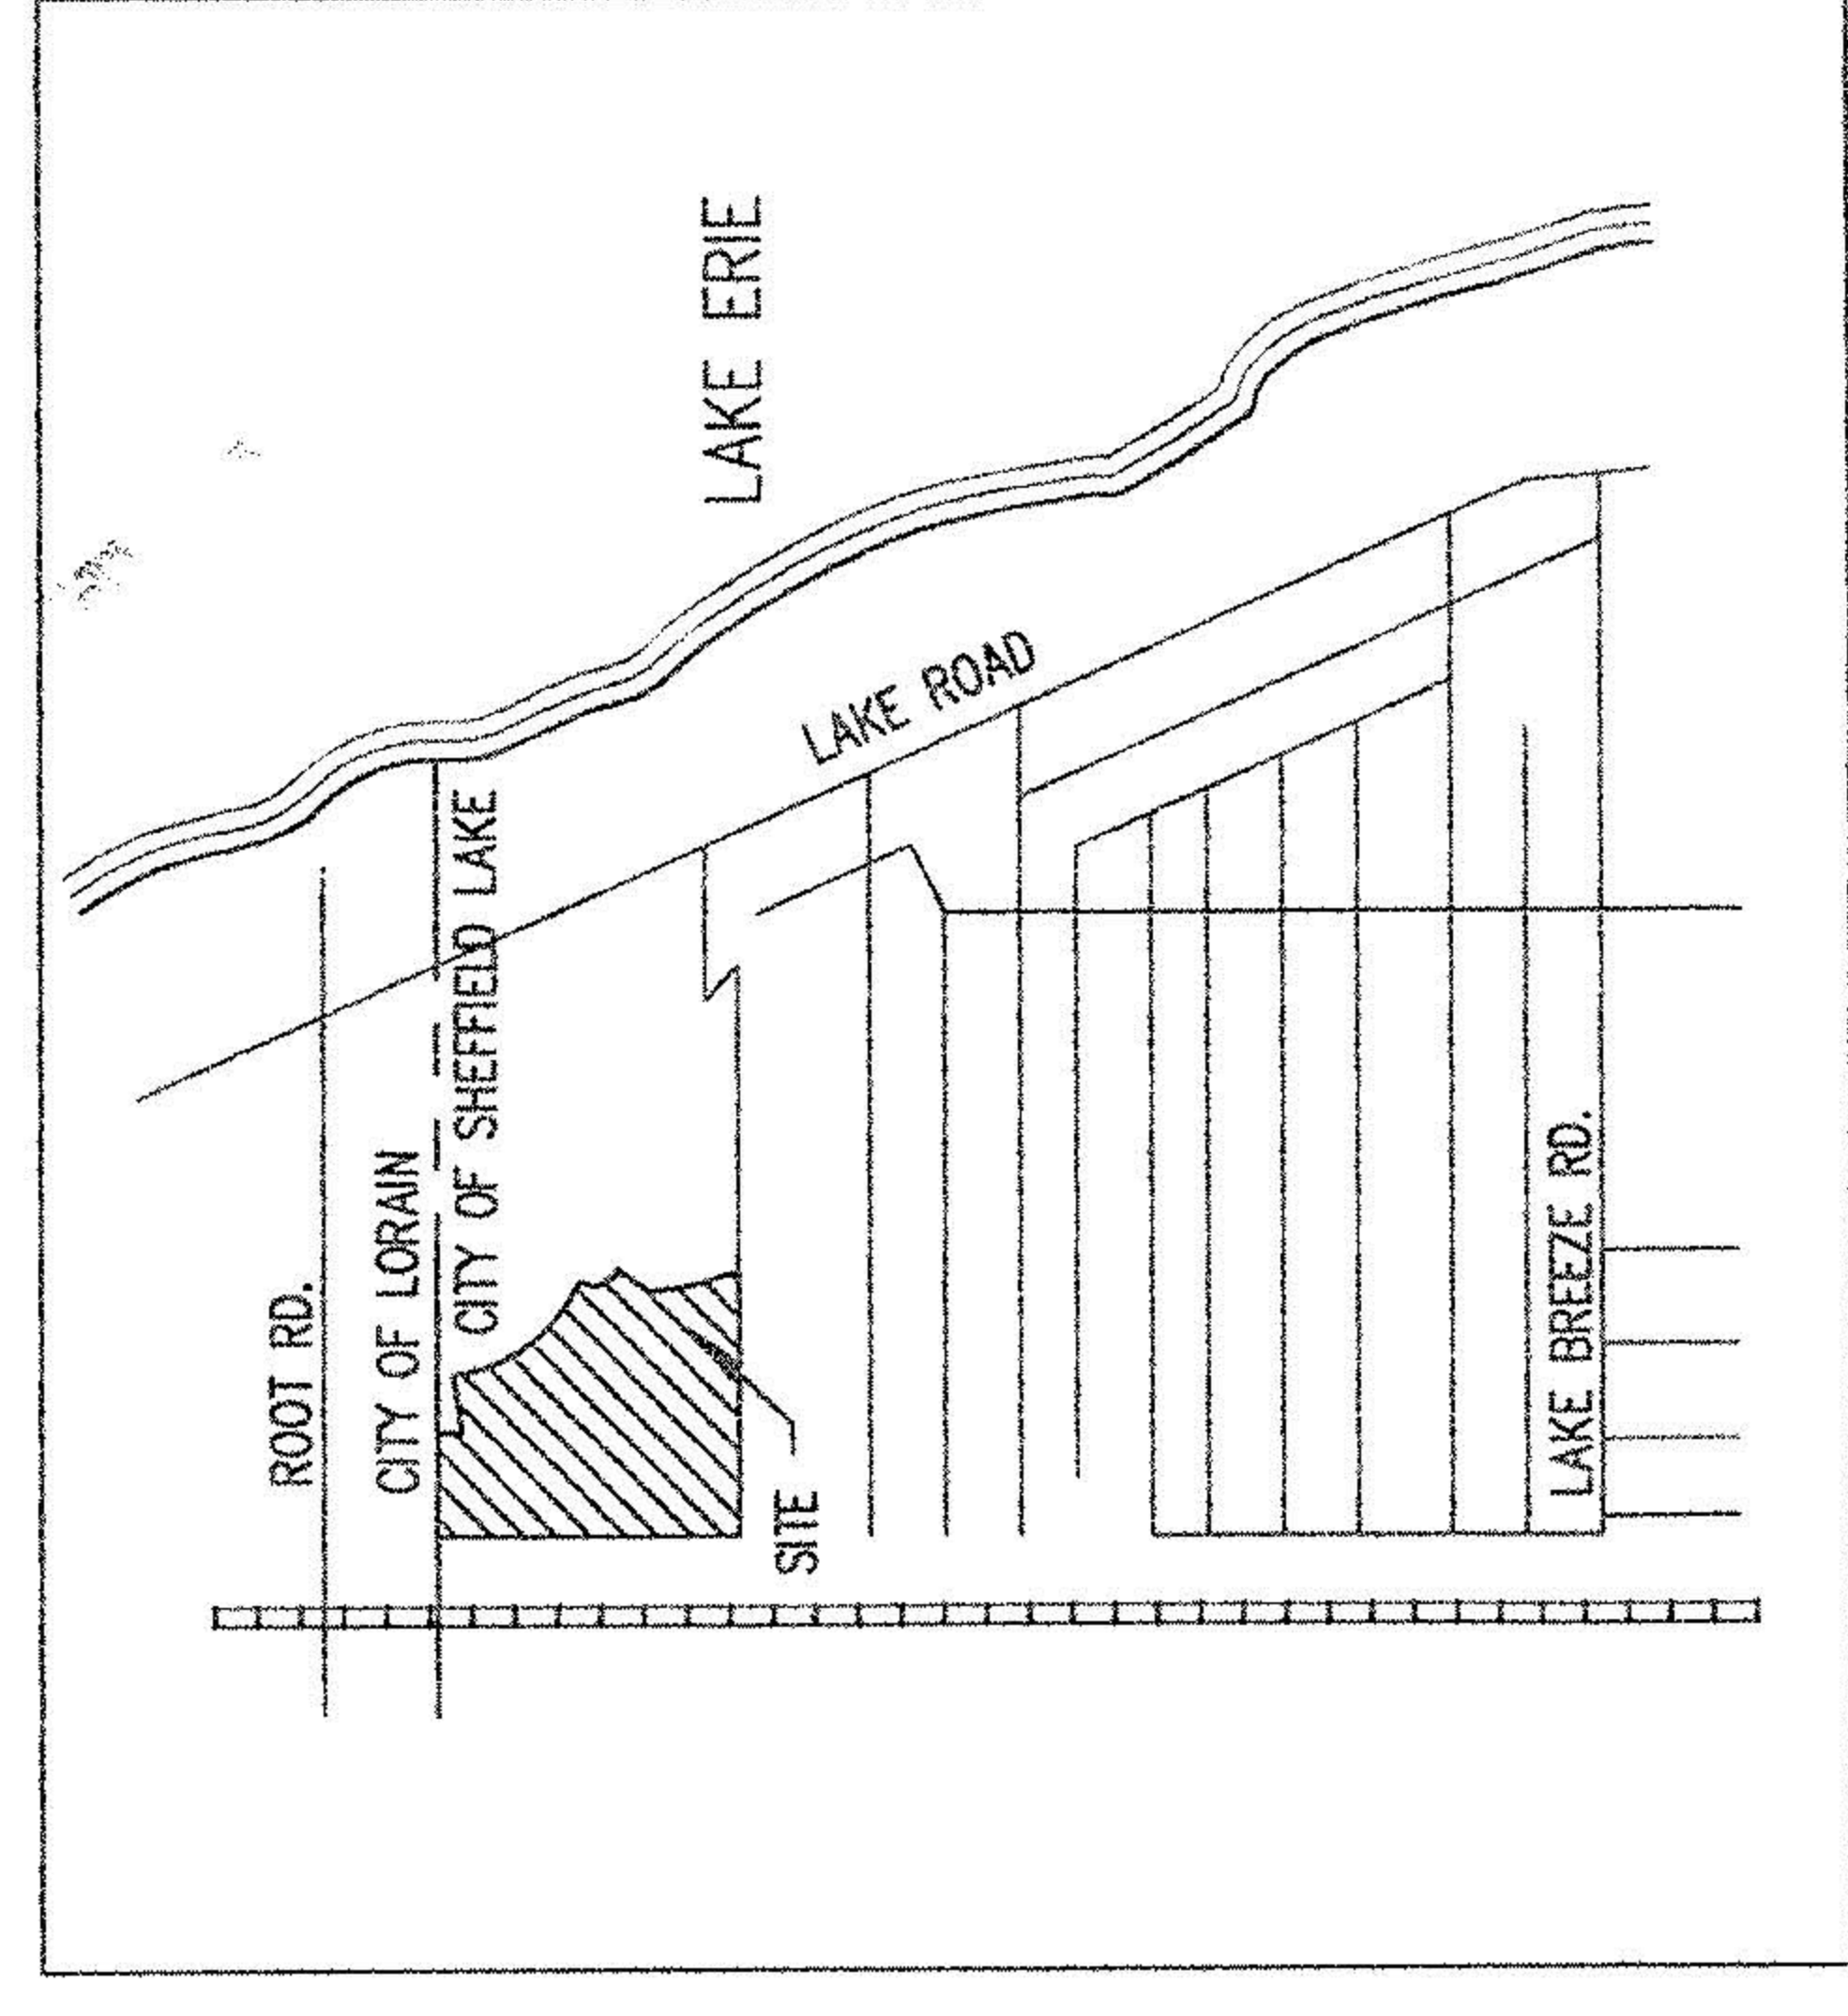 LAKE ERIE
LAKE ROAD
ROOT RD.
CITY OF LORAIN
CITY OF SHEFFIELD LAKE
SITE
LAKE BREEZE RD.